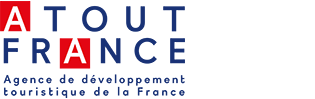 ATOUT
FRANCE
Agence de développement
touristique de la France